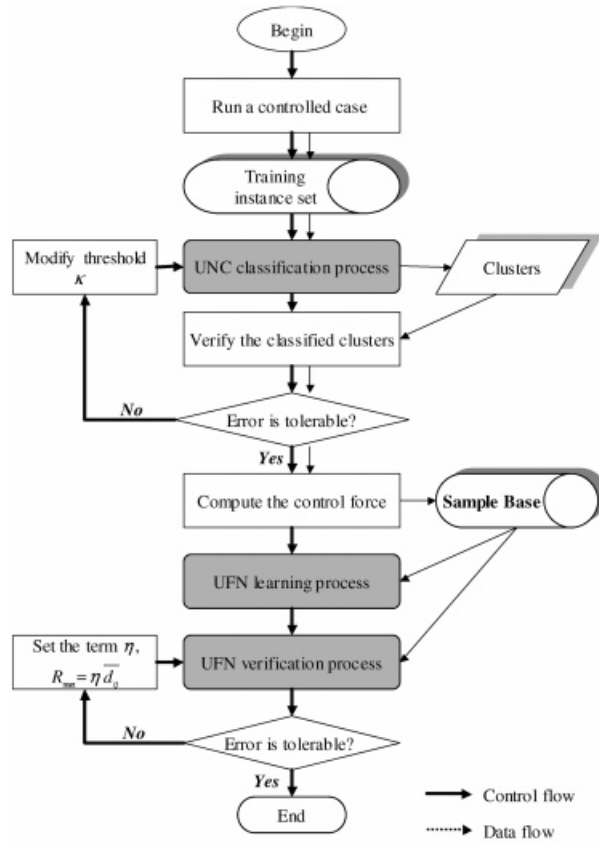 Begin
Run a controlled case
Training
instance set
Modify threshold
κ
UNC classification process
Clusters
Verify the classified clusters
No
Error is tolerable?
Yes
Compute the control force
Sample Base
UFN learning process
Set the term η,
UFN verification process
No
Error is tolerable?
Yes
End
Control flow
Data flow